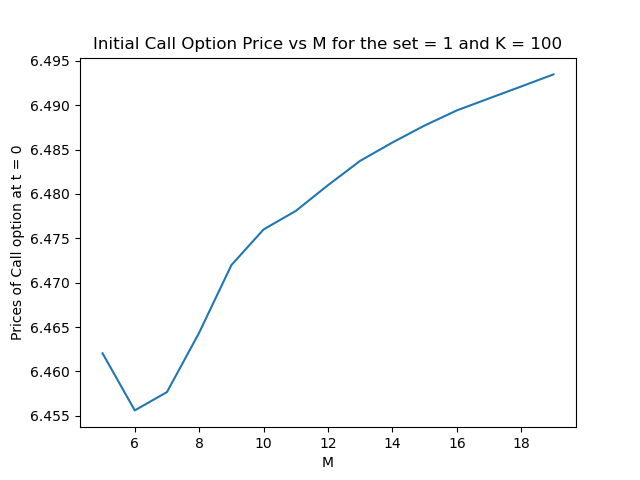 Initial Call Option Price vs M for the set = 1 and K = 100
Prices of Call option at t = 0
6.495
6.490
6.485
6.480
6.475
6.470
6.465
6.460
6.455
6 8 10 12 14 16 18
M